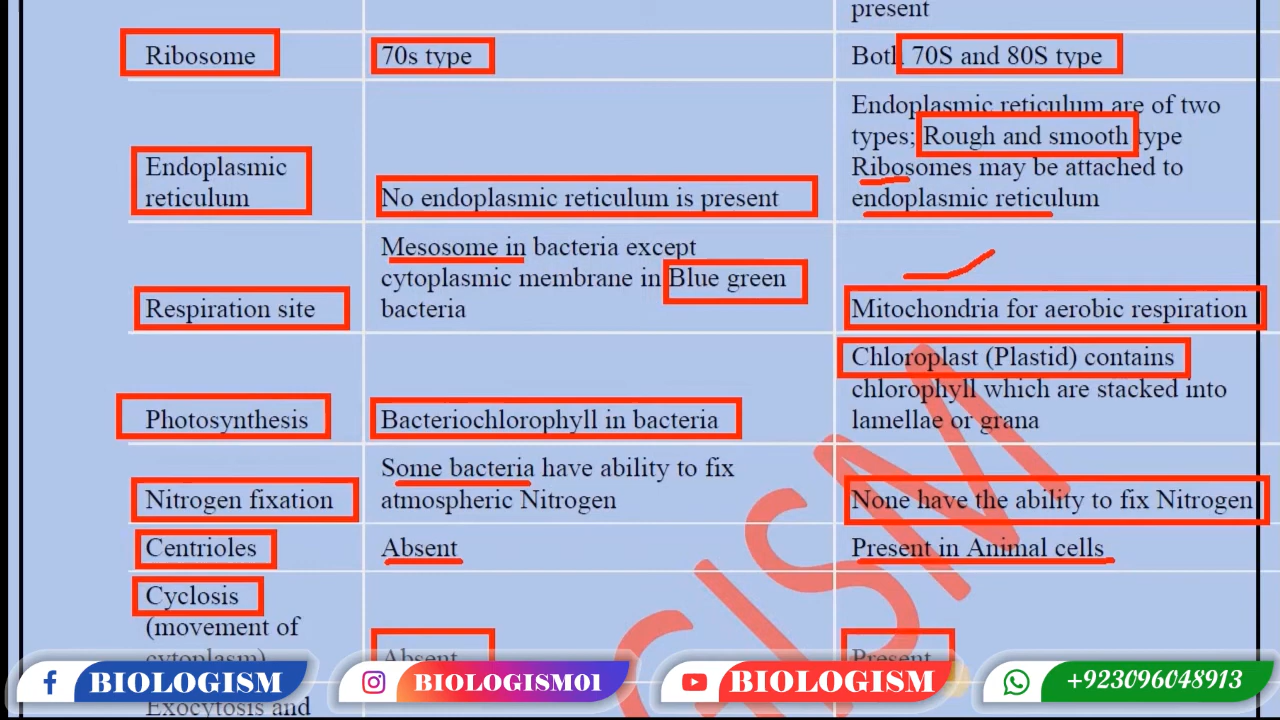 present
Ribosome
70s type
Both 70S and 80S type
Endoplasmic
reticulum
No endoplasmic reticulum is present
Endoplasmic reticulum are of two
types; Rough and smooth type
Ribosomes may be attached to
endoplasmic reticulum
Respiration site
Mesosome in bacteria except
cytoplasmic membrane in Blue green
bacteria
Mitochondria for aerobic respiration
Photosynthesis
Bacteriochlorophyll in bacteria
Chloroplast (Plastid) contains
chlorophyll which are stacked into
lamellae or grana
Nitrogen fixation
Some bacteria have ability to fix
atmospheric Nitrogen
None have the ability to fix Nitrogen
Centrioles
Absent
Present in Animal cells
Cyclosis
(movement of
cytoplasm)
Absent
Present
Exocytosis and
GISM
BIOLOGISM
BIOLOGISM01
BIOLOGISM
+923096048913